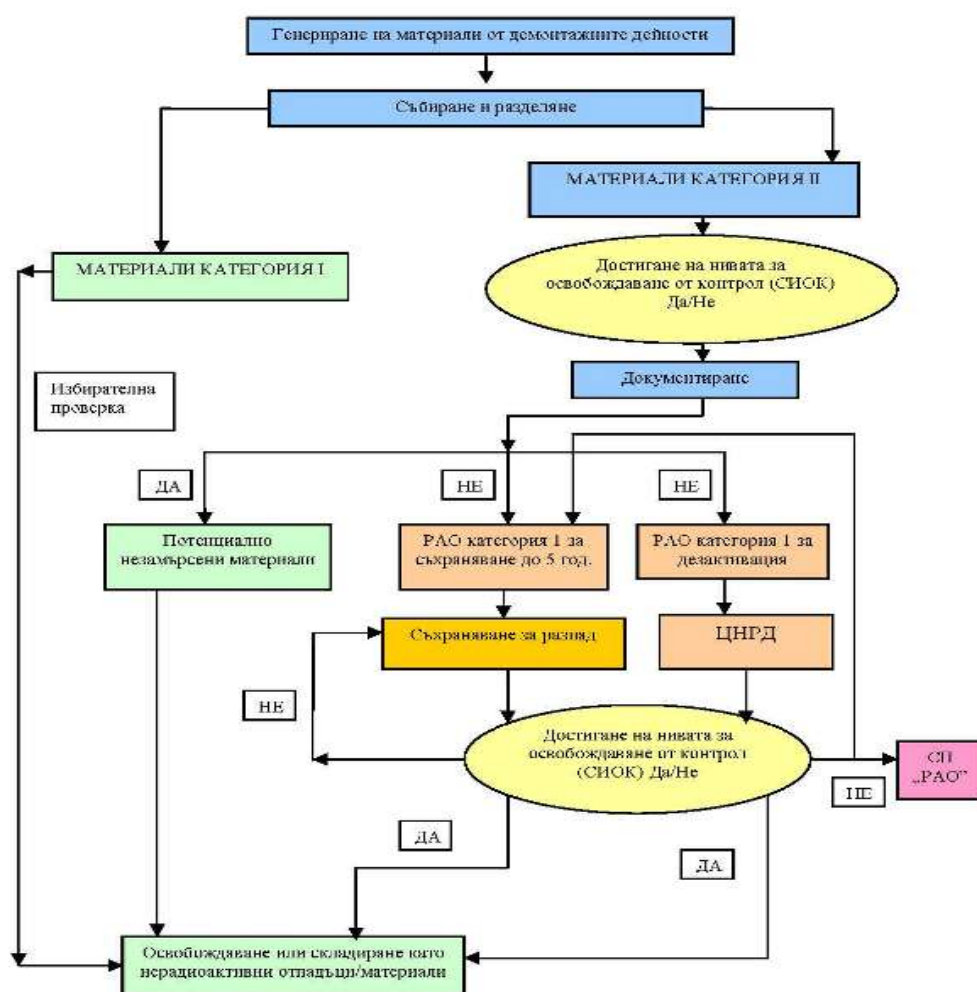 Генериране на материали от демонтажните дейности
Събиране и разделяне
МАТЕРИАЛИ КАТЕГОРИЯ II
МАТЕРИАЛИ КАТЕГОРИЯ I
Достигане на нивата за
освобождаване от контрол (СИОК)
Да/Не
Документиране
Избирателна
проверка
ДА
НЕ
НЕ
Потенциално
незамърсени материали
РАО категория 1 за
съхраняване до 5 год.
РАО категория 1 за
дезактивация
Съхраняване за разпад
ЦНРД
НЕ
Достигане на нивата за
освобождаване от контрол
(СИОК) Да/Не
СП
„РАО”
НЕ
ДА
ДА
Освобождаване или складиране като
нерадиоактивни отпадъци/материали